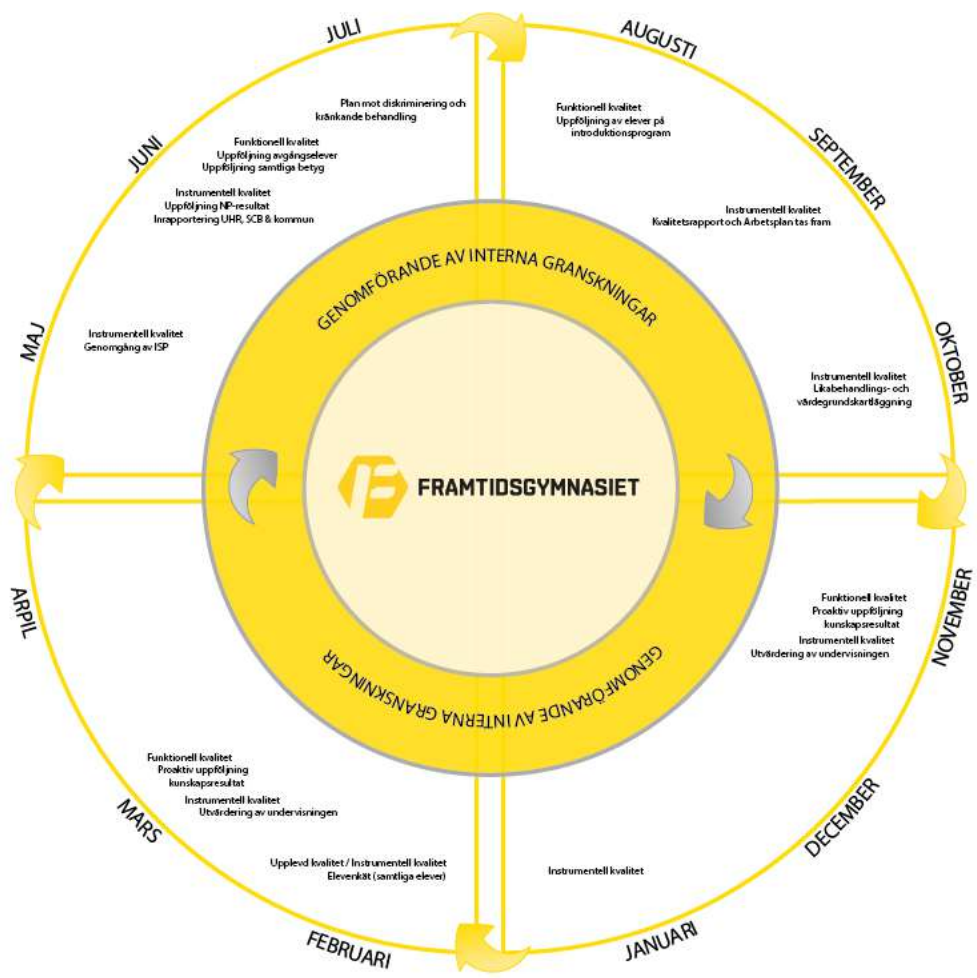 JULI
AUGUSTI
Plan mot diskriminering och
kränkande behandling
Funktionell kvalitet
Uppföljning av elever på
introduktionsprogram
JUNI
Funktionell kvalitet
Uppföljning avgångselever
Uppföljning samtliga betyg
SEPTEMBER
Instrumentell kvalitet
Uppföljning NP-resultat
Inrapportering UHR, SCB & kommun
Instrumentell kvalitet
Kvalitetsrapport och Arbetsplan tas fram
GENOMFÖRANDE AV INTERNA GRANSKNINGAR
MAJ
Instrumentell kvalitet
Genomgång av ISP
OKTOBER
Instrumentell kvalitet
Likabehandlings- och
värdegrundskartläggning
FRAMTIDSGYMNASIET
ARPIL
NOVEMBER
Funktionell kvalitet
Proaktiv uppföljning
kunskapsresultat
Instrumentell kvalitet
Utvärdering av undervisningen
GENOMFÖRANDE AV INTERNA GRANSKNINGAR
MARS
Funktionell kvalitet
Proaktiv uppföljning
kunskapsresultat
Instrumentell kvalitet
Utvärdering av undervisningen
DECEMBER
Upplevd kvalitet / Instrumentell kvalitet
Elevenkät (samtliga elever)
Instrumentell kvalitet
FEBRUARI
JANUARI